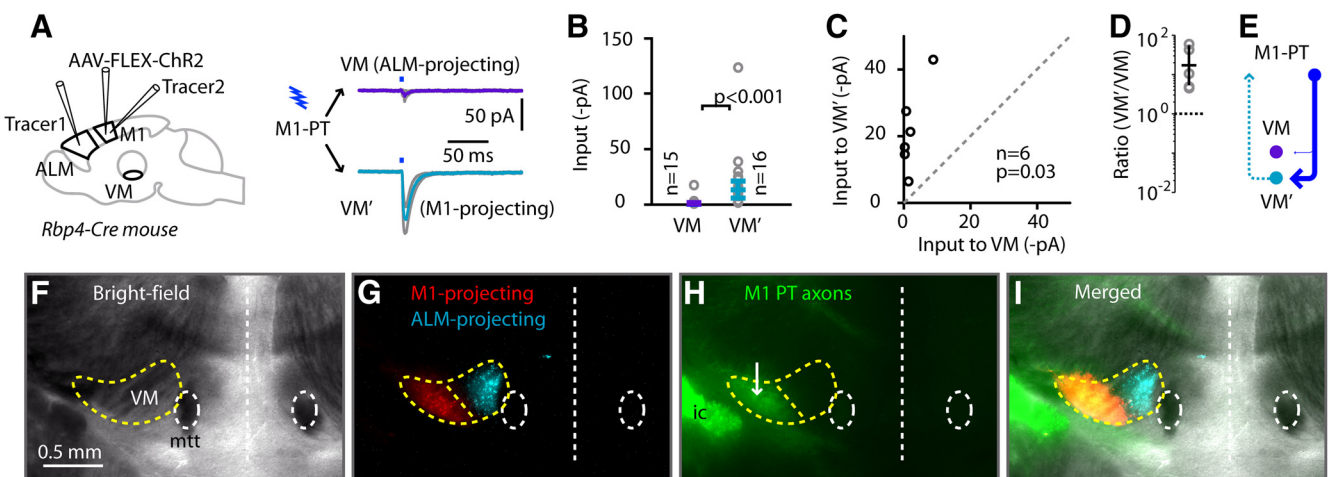 A
AAV-FLEX-ChR2
Tracer2
Tracer1
M1
ALM
VM
Rbp4-Cre mouse
VM (ALM-projecting)
M1-PT
50 pA
50 ms
VM′
(M1-projecting)
B
Input (-pA)
150
100
50
0
p<0.001
n=15
n=16
VM
VM′
C
Input to VM′ (-pA)
40
20
0
n=6
p=0.03
0
20
40
Input to VM (-pA)
D
Ratio (VM′/VM)
10²
10⁰
10⁻²
E
M1-PT
VM
VM′
F
Bright-field
VM
mtt
0.5 mm
G
M1-projecting
ALM-projecting
H
M1 PT axons
ic
I
Merged